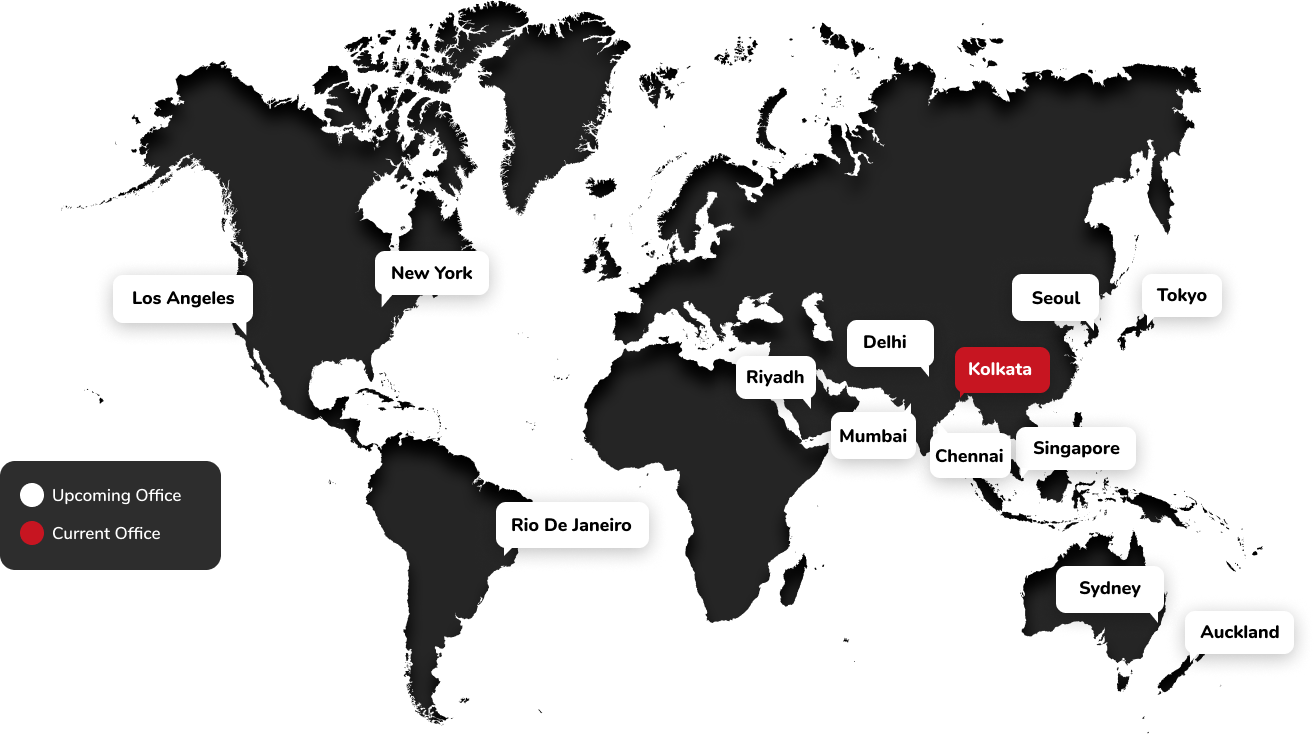 New York
Los Angeles
Seoul
Tokyo
Delhi
Kolkata
Riyadh
Mumbai
Chennai
Singapore
Upcoming Office
Current Office
Rio De Janeiro
Sydney
Auckland